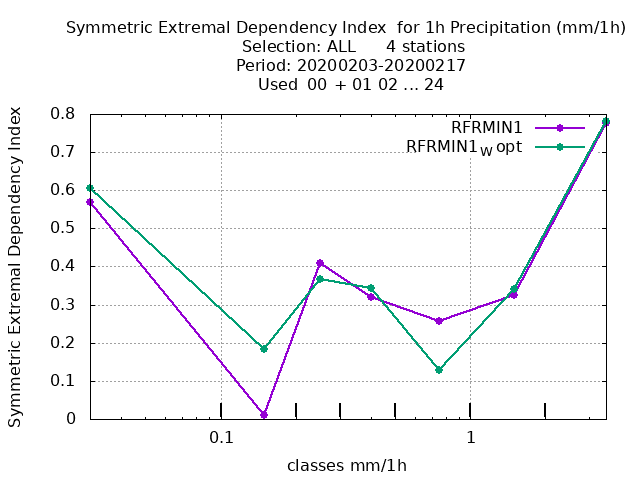 Symmetric Extremal Dependency Index  for 1h Precipitation (mm/1h)
Selection: ALL      4 stations
Period: 20200203-20200217
Used  00 + 01 02 ... 24
RFRMIN1
RFRMIN1W opt
Symmetric Extremal Dependency Index
0.8
0.7
0.6
0.5
0.4
0.3
0.2
0.1
0
0.1 1
classes mm/1h